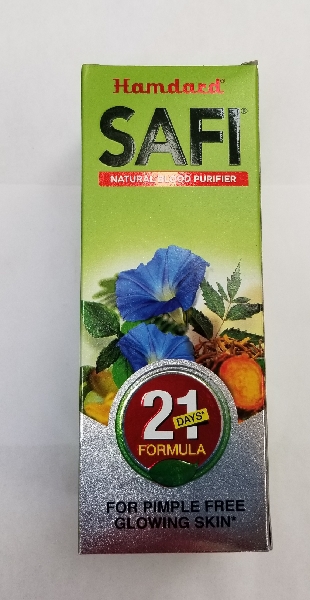 Hamdard®
SAFI®
NATURAL BLOOD PURIFIER
21
DAYS*
FORMULA
FOR PIMPLE FREE
GLOWING SKIN*